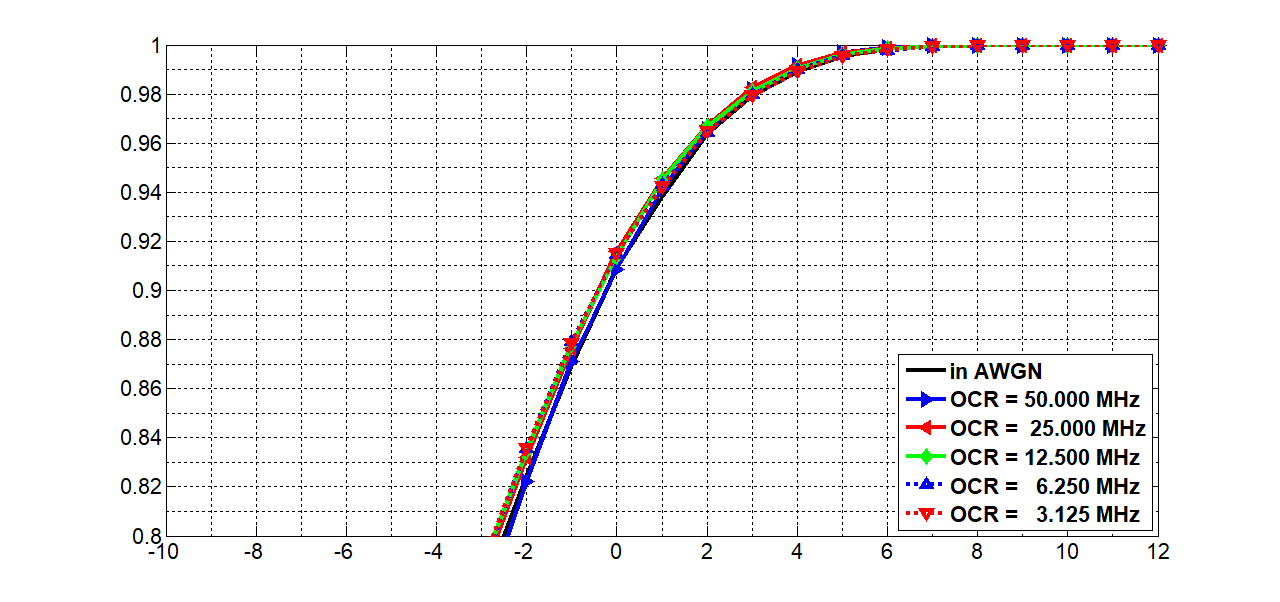 1
0.98
0.96
0.94
0.92
0.9
0.88
0.86
0.84
0.82
0.8
-10 -8 -6 -4 -2 0 2 4 6 8 10 12
in AWGN
OCR = 50.000 MHz
OCR = 25.000 MHz
OCR = 12.500 MHz
OCR = 6.250 MHz
OCR = 3.125 MHz